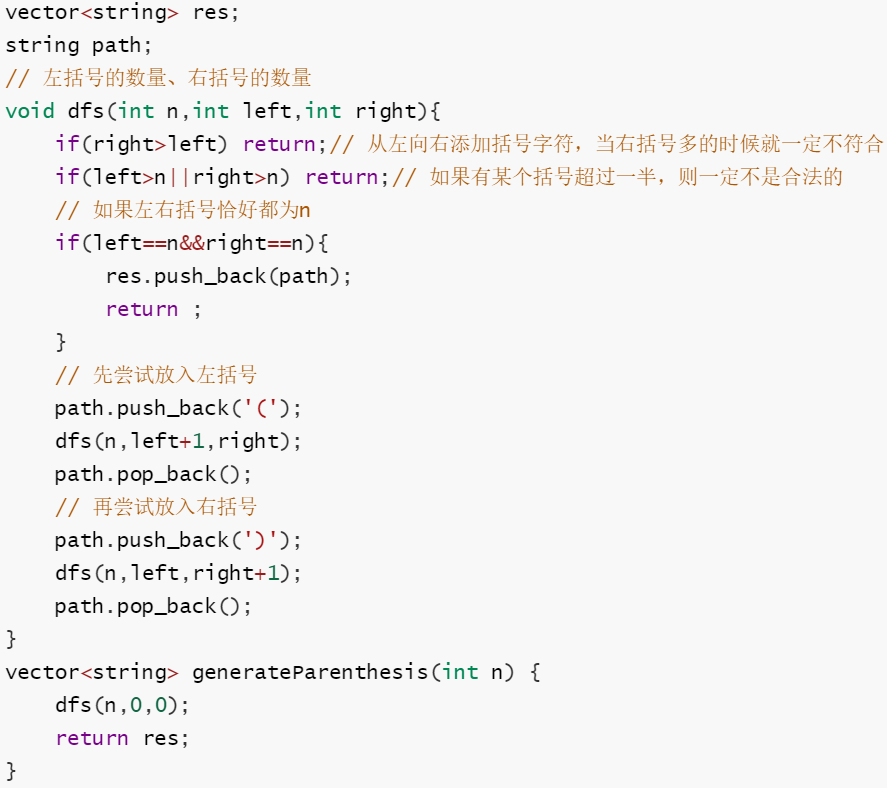 vector<string> res;
string path;
// 左括号的数量、右括号的数量
void dfs(int n,int left,int right){
    if(right>left) return;// 从左向右添加括号字符，当右括号多的时候就一定不符合
    if(left>n||right>n) return;// 如果有某个括号超过一半，则一定不是合法的
    // 如果左右括号恰好都为n
    if(left==n&&right==n){
        res.push_back(path);
        return ;
    }
    // 先尝试放入左括号
    path.push_back('(');
    dfs(n,left+1,right);
    path.pop_back();
    // 再尝试放入右括号
    path.push_back(')');
    dfs(n,left,right+1);
    path.pop_back();
}
vector<string> generateParenthesis(int n) {
    dfs(n,0,0);
    return res;
}